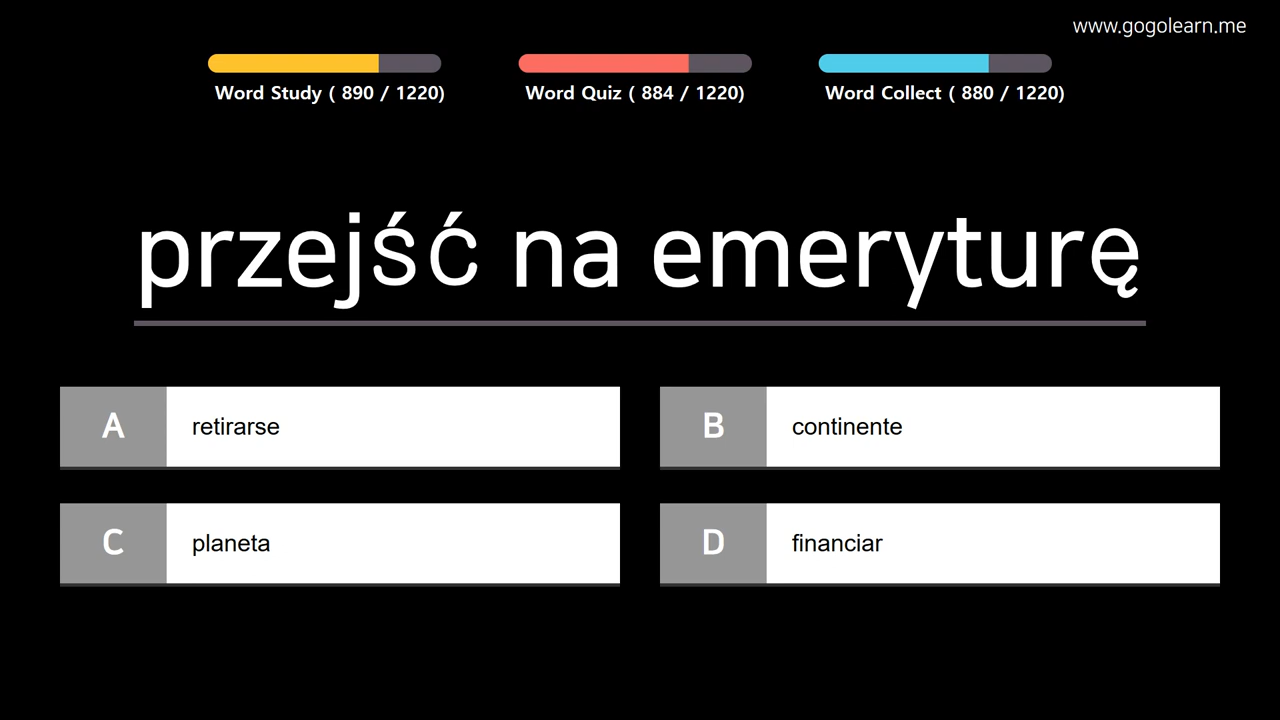 www.gogolearn.me
Word Study ( 890 / 1220)
Word Quiz ( 884 / 1220)
Word Collect ( 880 / 1220)
przejść na emeryturę
A retirarse
B continente
C planeta
D financiar